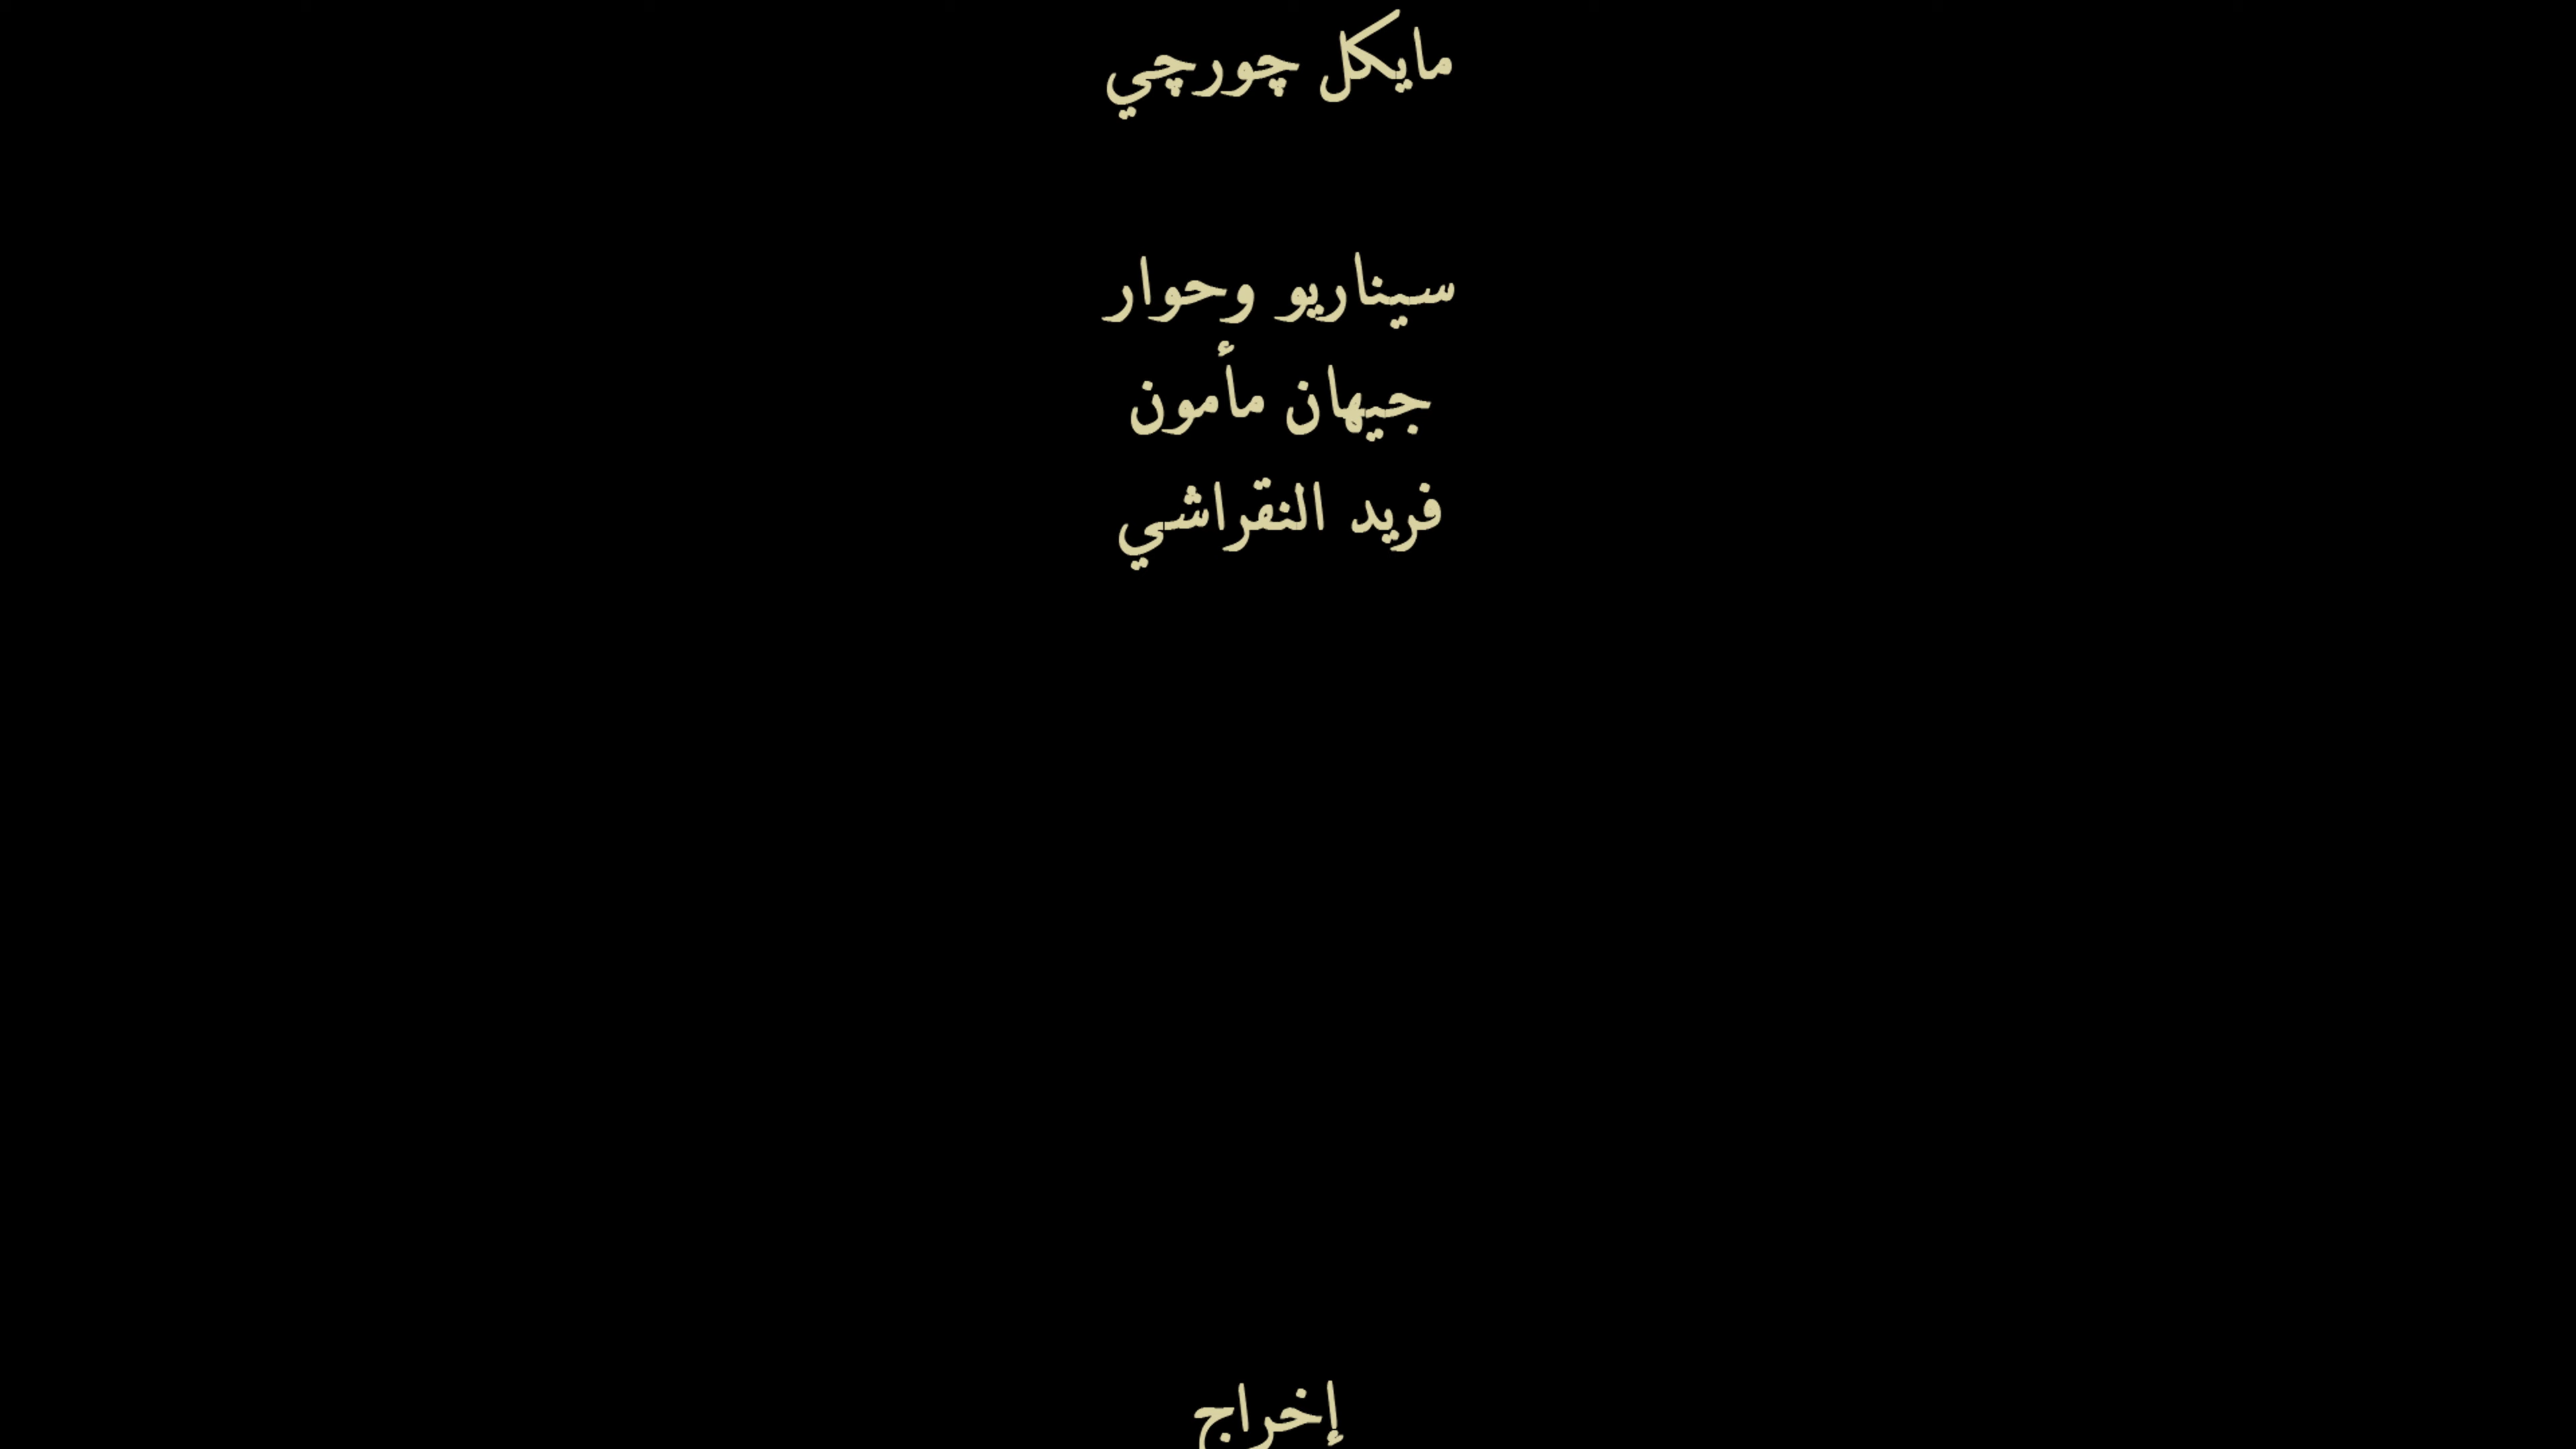 مايكل چورچي
سيناريو وحوار
جيهان مأمون
فريد النقراشي
إخراج